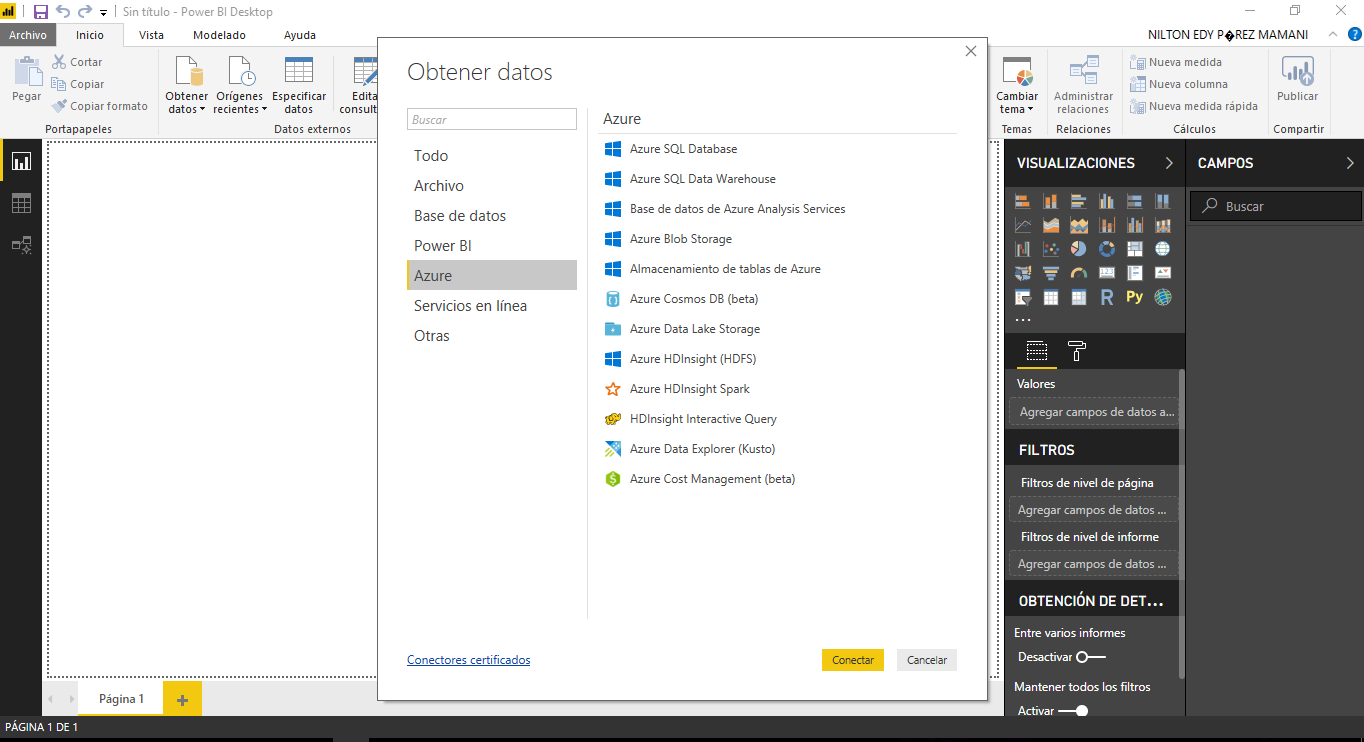 Sin título - Power BI Desktop
Archivo
Inicio
Vista
Modelado
Ayuda
NILTON EDY P�REZ MAMANI
Pegar
Cortar
Copiar
Copiar formato
Portapapeles
Obtener datos
Orígenes recientes
Especificar datos
Edita
consult
Datos externos
Cambiar tema
Temas
Administrar relaciones
Relaciones
Nueva medida
Nueva columna
Nueva medida rápida
Cálculos
Publicar
Compartir
Obtener datos
Buscar
Todo
Archivo
Base de datos
Power BI
Azure
Servicios en línea
Otras
Azure
Azure SQL Database
Azure SQL Data Warehouse
Base de datos de Azure Analysis Services
Azure Blob Storage
Almacenamiento de tablas de Azure
Azure Cosmos DB (beta)
Azure Data Lake Storage
Azure HDInsight (HDFS)
Azure HDInsight Spark
HDInsight Interactive Query
Azure Data Explorer (Kusto)
Azure Cost Management (beta)
Conectores certificados
Conectar
Cancelar
VISUALIZACIONES
R
Py
...
Valores
Agregar campos de datos a...
FILTROS
Filtros de nivel de página
Agregar campos de datos ...
Filtros de nivel de informe
Agregar campos de datos ...
OBTENCIÓN DE DET...
Entre varios informes
Desactivar
Mantener todos los filtros
Activar
CAMPOS
Buscar
Página 1
PÁGINA 1 DE 1